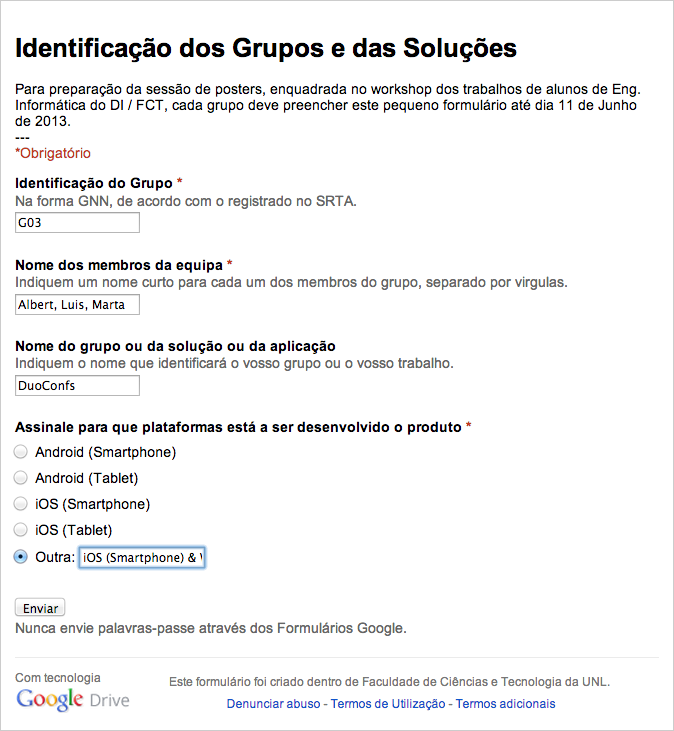 Identificação dos Grupos e das Soluções
Para preparação da sessão de posters, enquadrada no workshop dos trabalhos de alunos de Eng.
Informática do DI / FCT, cada grupo deve preencher este pequeno formulário até dia 11 de Junho
de 2013.
---
*Obrigatório
Identificação do Grupo *
Na forma GNN, de acordo com o registrado no SRTA.
G03
Nome dos membros da equipa *
Indiquem um nome curto para cada um dos membros do grupo, separado por virgulas.
Albert, Luis, Marta
Nome do grupo ou da solução ou da aplicação
Indiquem o nome que identificará o vosso grupo ou o vosso trabalho.
DuoConfs
Assinale para que plataformas está a ser desenvolvido o produto *
Android (Smartphone)
Android (Tablet)
iOS (Smartphone)
iOS (Tablet)
Outra: iOS (Smartphone) &
Enviar
Nunca envie palavras-passe através dos Formulários Google.
Com tecnologia
Google Drive
Este formulário foi criado dentro de Faculdade de Ciências e Tecnologia da UNL.
Denunciar abuso - Termos de Utilização - Termos adicionais